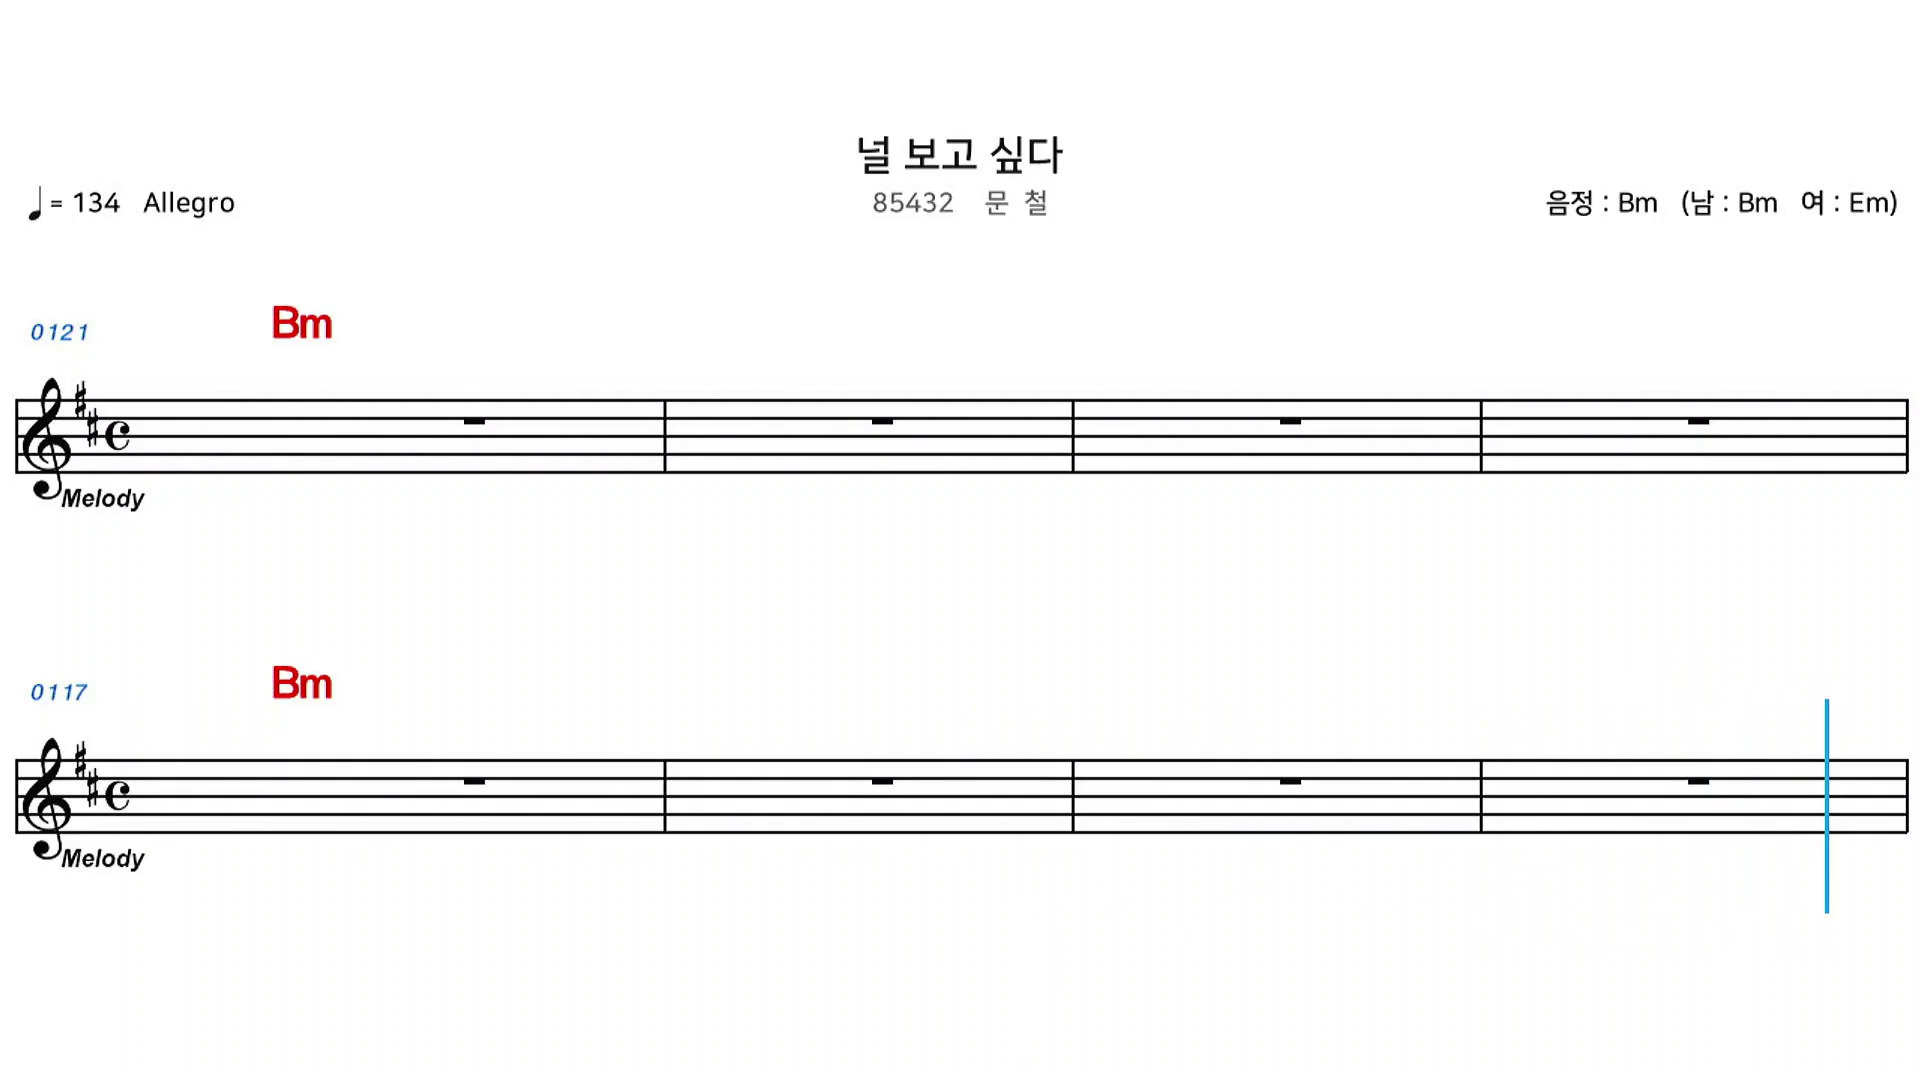 널 보고 싶다
♩= 134 Allegro 85432 문 철 음정 : Bm (남 : Bm 여 : Em)
0121 Bm
Melody
0117 Bm
Melody